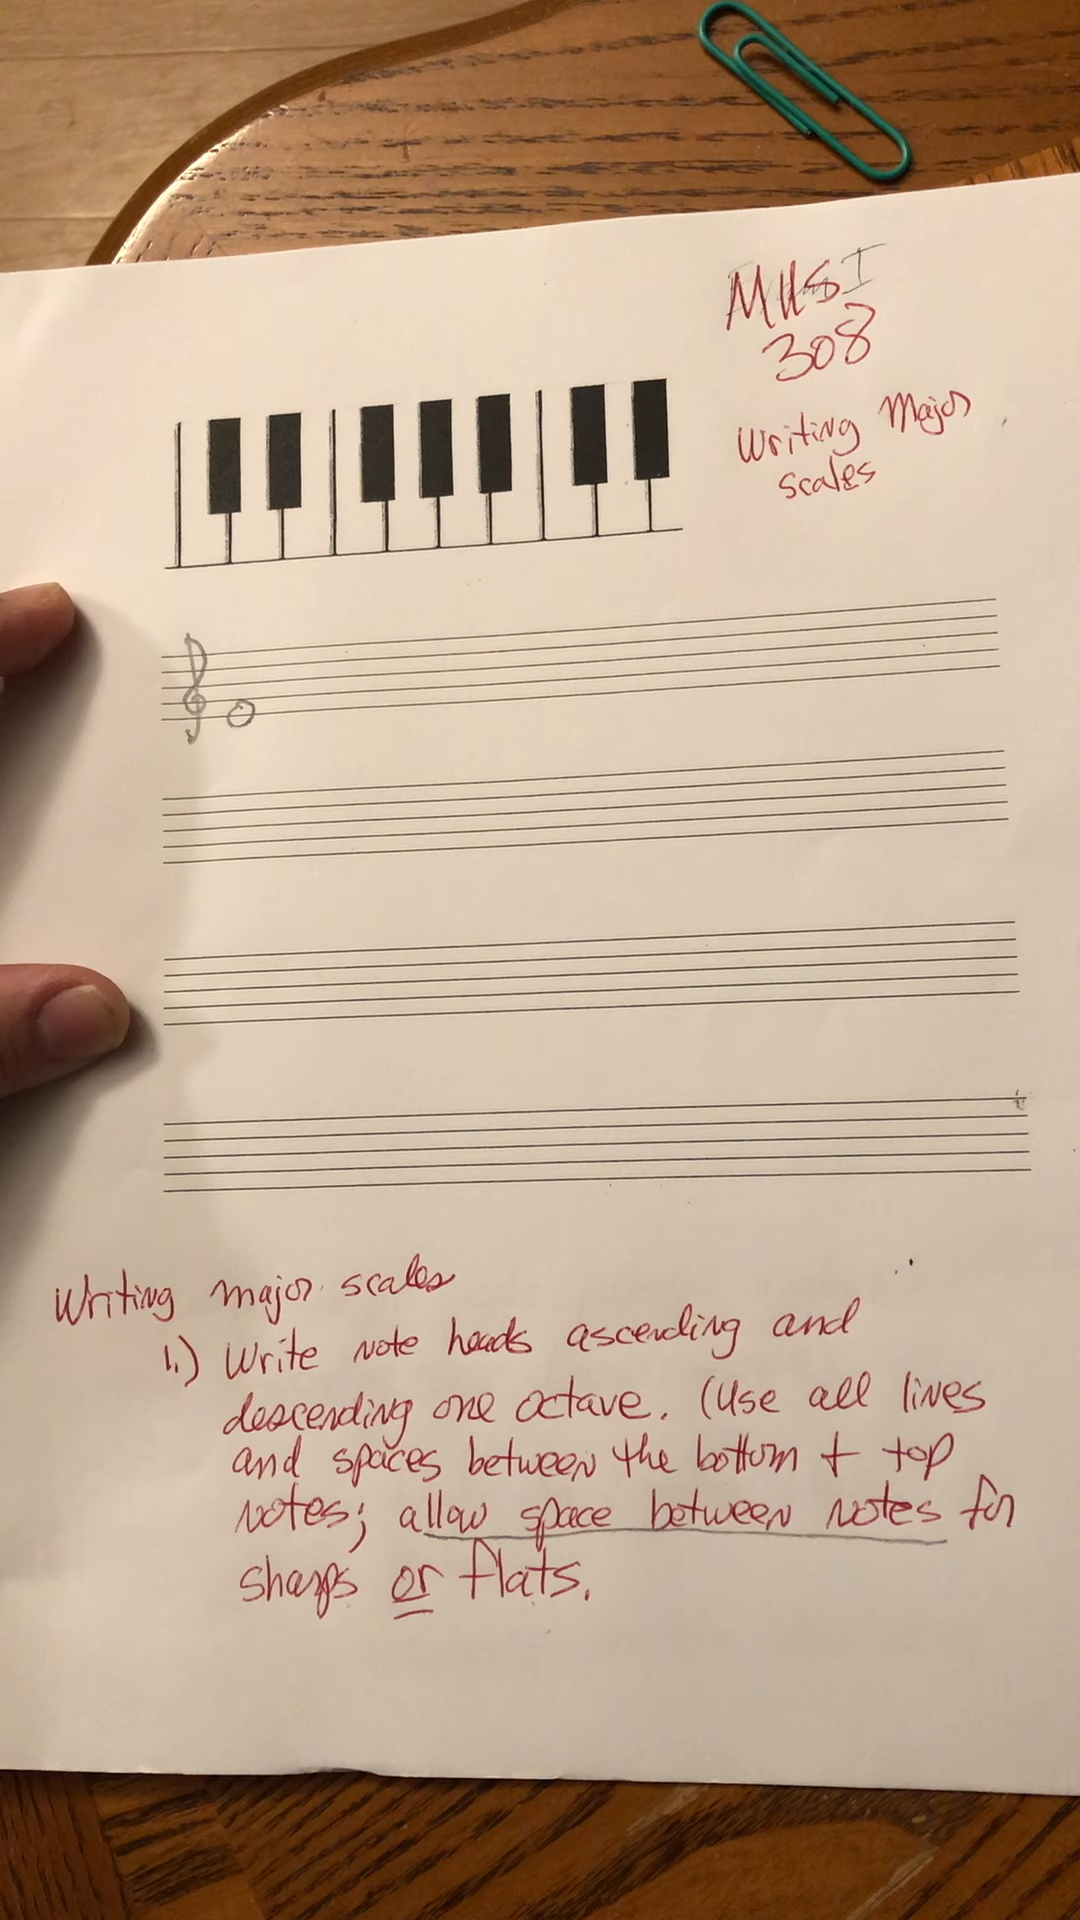 MUSI
308
Writing Major
scales
Writing major scales
1.) Write note heads ascending and
descending one octave. (Use all lines
and spaces between the bottom + top
notes; allow space between notes for
sharps or flats.